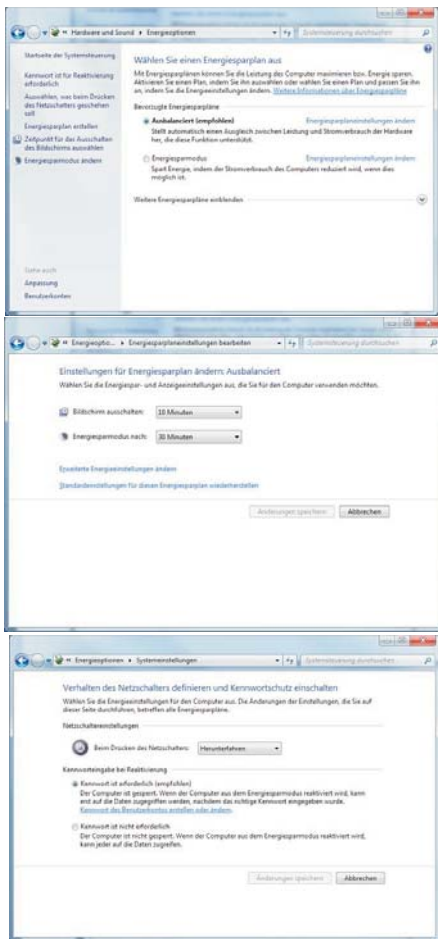 Hardware und Sound ▸ Energieoptionen
Systemsteuerung durchsuchen
Startseite der Systemsteuerung
Kennwort ist für Reaktivierung
erforderlich
Auswählen, was beim Drücken
des Netzschalters geschehen
soll
Energiesparplan erstellen
Zeitpunkt für das Ausschalten
des Bildschirms auswählen
Energiesparmodus ändern
Siehe auch
Anpassung
Benutzerkonten
Wählen Sie einen Energiesparplan aus
Mit Energiesparplänen können Sie die Leistung des Computer maximieren bzw. Energie sparen.
Aktivieren Sie einen Plan, indem Sie ihn auswählen oder wählen Sie einen Plan und passen Sie ihn
an, indem Sie die Energieeinstellungen ändern. Weitere Informationen über Energiesparpläne
Bevorzugte Energiesparpläne
Ausbalanciert (empfohlen) Energiesparplaneinstellungen ändern
Stellt automatisch einen Ausgleich zwischen Leistung und Stromverbrauch der Hardware
her, die diese Funktion unterstützt.
Energiesparmodus Energiesparplaneinstellungen ändern
Spart Energie, indem der Stromverbrauch des Computers reduziert wird, wenn dies
möglich ist.
Weitere Energiesparpläne einblenden
Energieoptio... ▸ Energiesparplaneinstellungen bearbeiten
Systemsteuerung durchsuchen
Einstellungen für Energiesparplan ändern: Ausbalanciert
Wählen Sie die Energiespar- und Anzeigeeinstellungen aus, die Sie für den Computer verwenden möchten.
Bildschirm ausschalten: 10 Minuten
Energiesparmodus nach: 30 Minuten
Erweiterte Energieeinstellungen ändern
Standardeinstellungen für diesen Energiesparplan wiederherstellen
Änderungen speichern Abbrechen
Energieoptionen ▸ Systemeinstellungen
Systemsteuerung durchsuchen
Verhalten des Netzschalters definieren und Kennwortschutz einschalten
Wählen Sie die Energieeinstellungen für den Computer aus. Die Änderungen der Einstellungen, die Sie auf
dieser Seite durchführen, betreffen alle Energiesparpläne.
Netzschaltereinstellungen
Beim Drücken des Netzschalters: Herunterfahren
Kennworteingabe bei Reaktivierung
Kennwort ist erforderlich (empfohlen)
Der Computer ist gesperrt. Wenn der Computer aus dem Energiesparmodus reaktiviert wird, kann
erst auf die Daten zugegriffen werden, nachdem das richtige Kennwort eingegeben wurde.
Kennwort des Benutzerkontos erstellen oder ändern.
Kennwort ist nicht erforderlich
Der Computer ist nicht gesperrt. Wenn der Computer aus dem Energiesparmodus reaktiviert wird,
kann jeder auf die Daten zugreifen.
Änderungen speichern Abbrechen